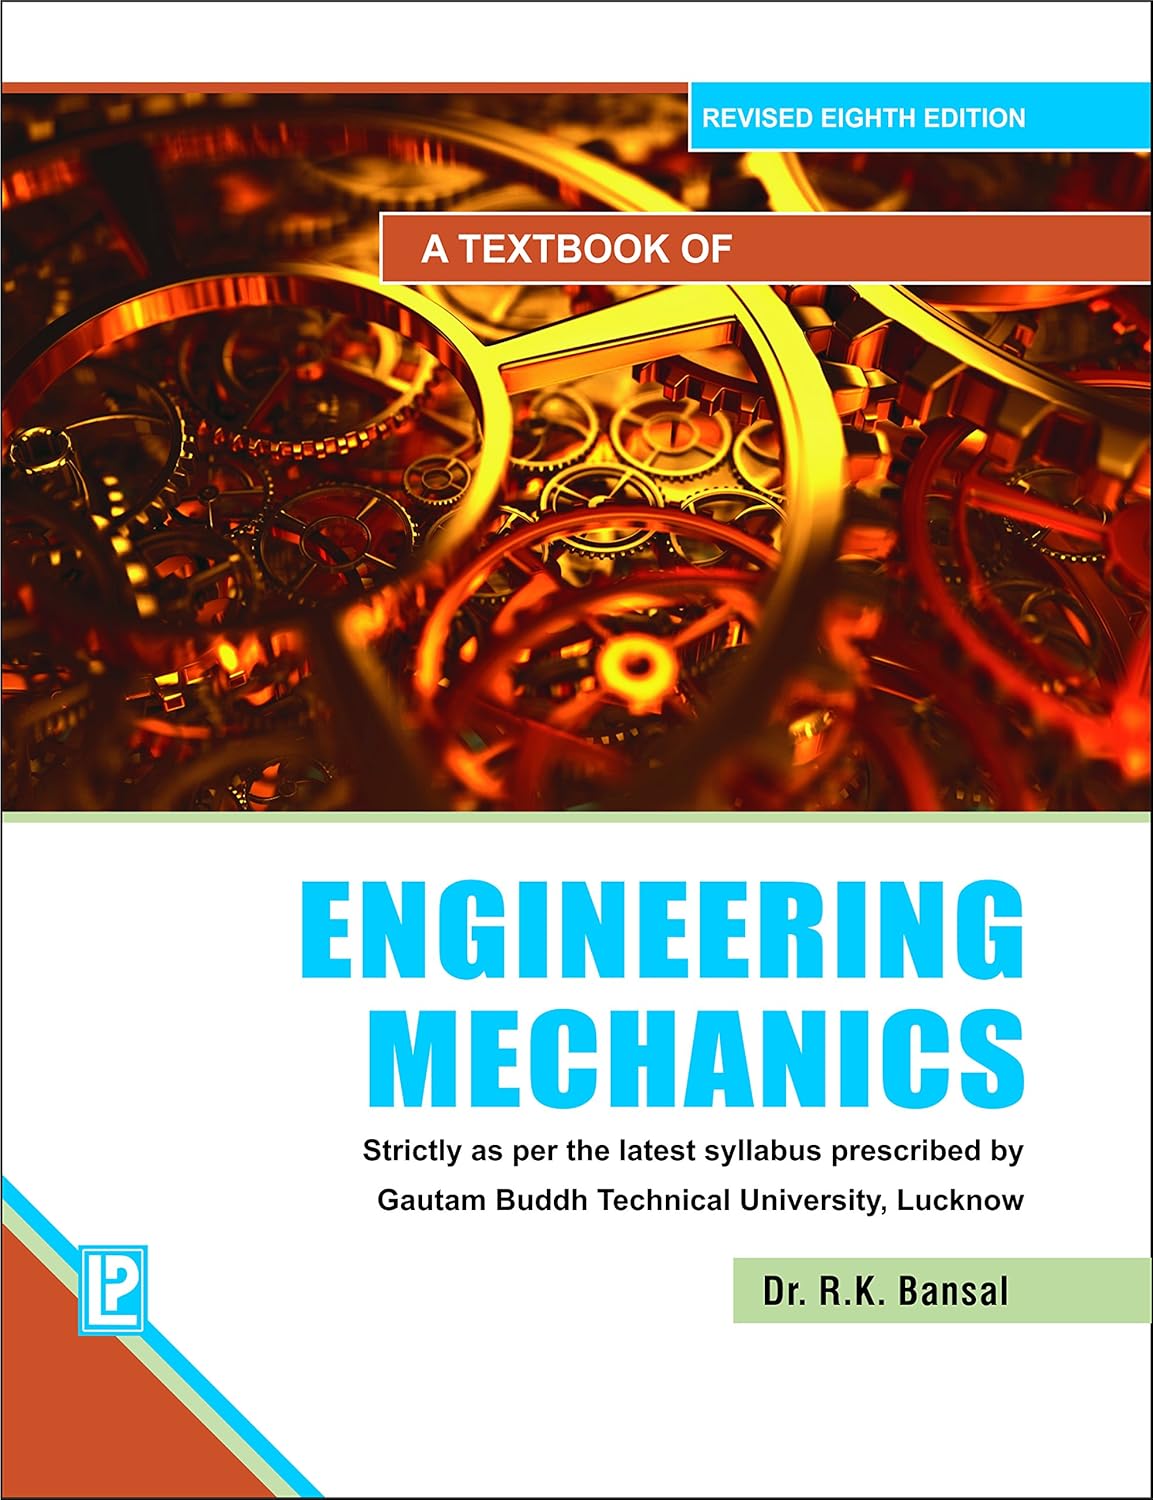 REVISED EIGHTH EDITION
A TEXTBOOK OF
ENGINEERING
MECHANICS
Strictly as per the latest syllabus prescribed by
Gautam Buddh Technical University, Lucknow
Dr. R.K. Bansal
LP